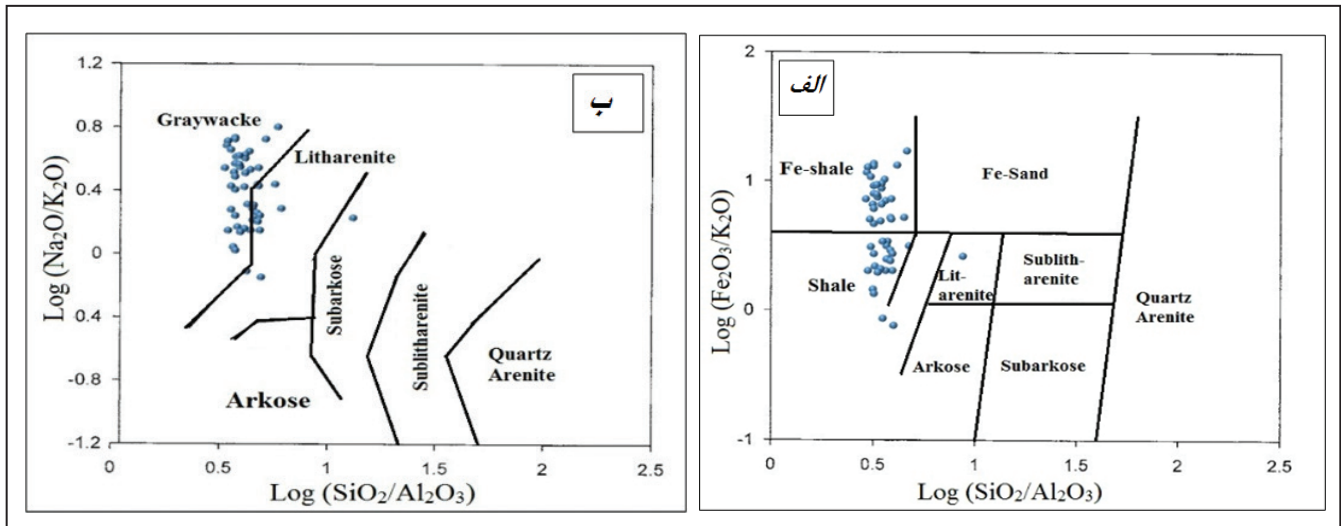 ب
1.2
0.8
0.4
0
-0.4
-0.8
-1.2
Log (Na₂O/K₂O)
Graywacke
Litharenite
Subarkose
Sublitharenite
Quartz
Arenite
Arkose
0
0.5
1
1.5
2
2.5
Log (SiO₂/Al₂O₃)
الف
2
1
0
-1
Log (Fe₂O₃/K₂O)
Fe-shale
Fe-Sand
Shale
Lit-
arenite
Sublith-
arenite
Quartz
Arenite
Arkose
Subarkose
0
0.5
1
1.5
2
2.5
Log (SiO₂/Al₂O₃)